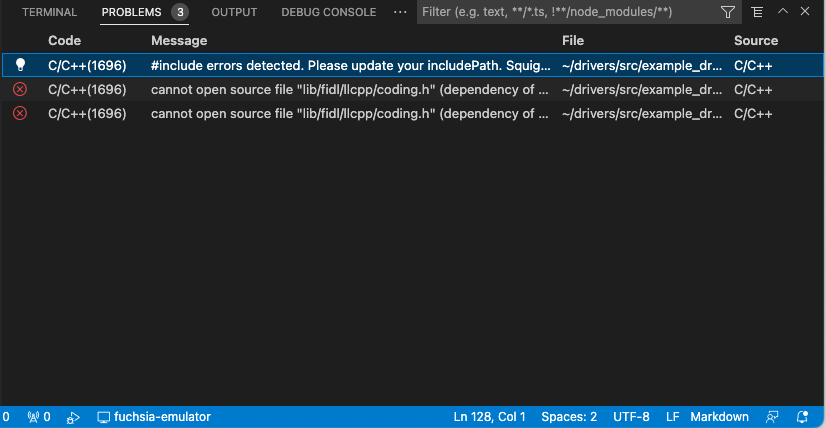 TERMINAL PROBLEMS 3 OUTPUT DEBUG CONSOLE ··· Filter (e.g. text, **/*.ts, !**/node_modules/**)
Code Message File Source
C/C++(1696) #include errors detected. Please update your includePath. Squig... ~/drivers/src/example_dr... C/C++
C/C++(1696) cannot open source file "lib/fidl/llcpp/coding.h" (dependency of ... ~/drivers/src/example_dr... C/C++
C/C++(1696) cannot open source file "lib/fidl/llcpp/coding.h" (dependency of ... ~/drivers/src/example_dr... C/C++
0 0 fuchsia-emulator Ln 128, Col 1 Spaces: 2 UTF-8 LF Markdown